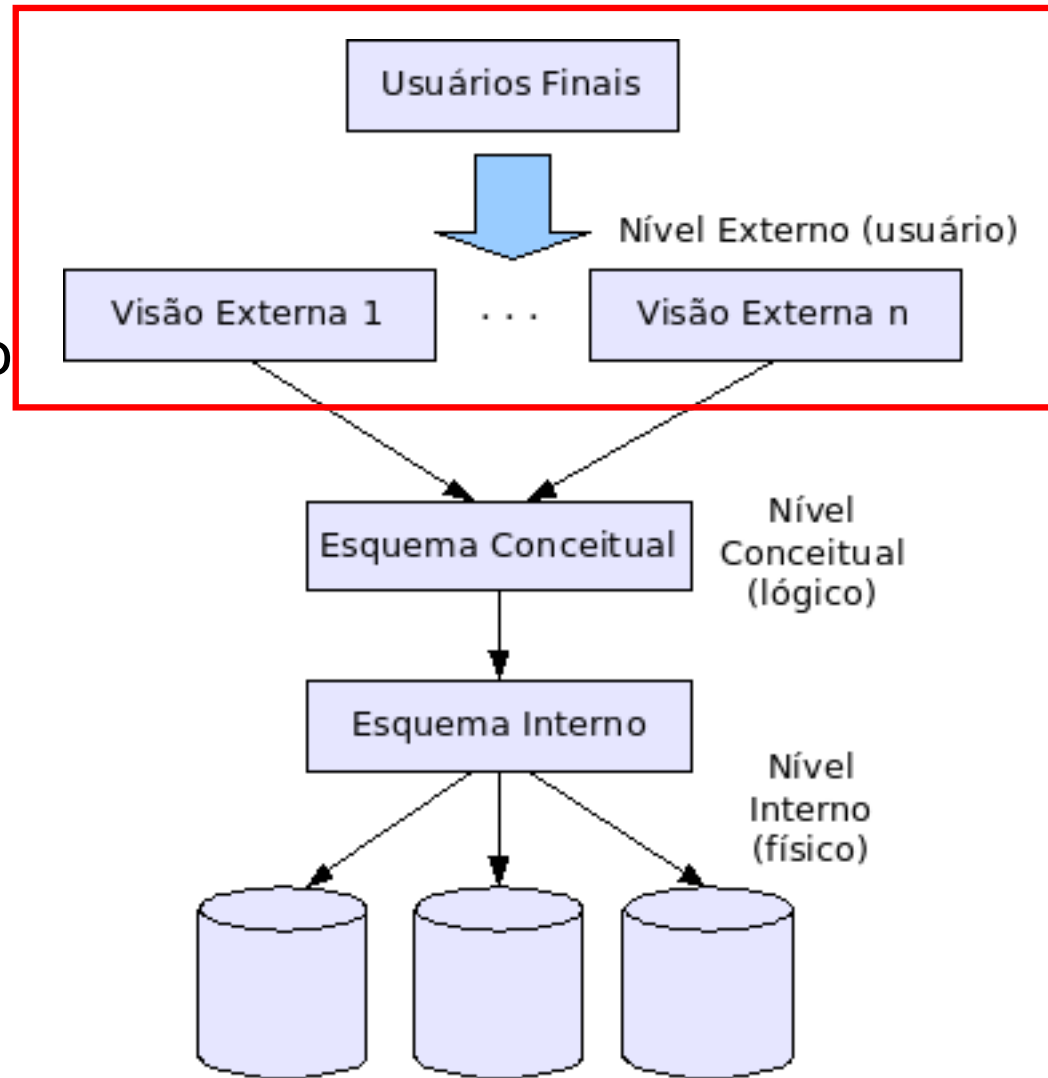 Usuários Finais
Nível Externo (usuário)
Visão Externa 1
. . .
Visão Externa n
o
Esquema Conceitual
Nível
Conceitual
(lógico)
Esquema Interno
Nível
Interno
(físico)